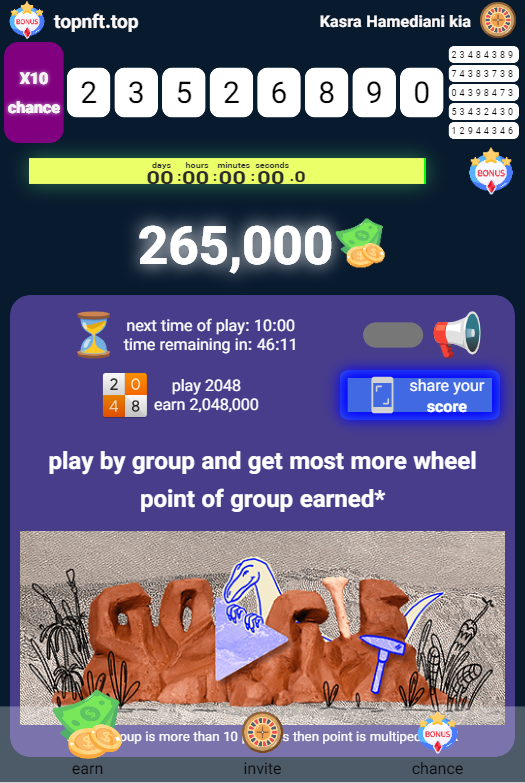 BONUS
topnft.top
Kasra Hamediani kia
X10
chance
2 3 5 2 6 8 9 0
2 3 4 8 4 3 8 9
7 4 3 8 3 7 3 8
0 4 3 9 8 4 7 3
5 3 4 3 2 4 3 0
1 2 9 4 4 3 4 6
days hours minutes seconds
00 :00 :00 :00 .0
BONUS
265,000
next time of play: 10:00
time remaining in: 46:11
2 0
4 8
play 2048
earn 2,048,000
share your
score
play by group and get most more wheel
point of group earned*
GOOGLE
oup is more than 10 s then point is multiped
BONUS
earn
invite
chance